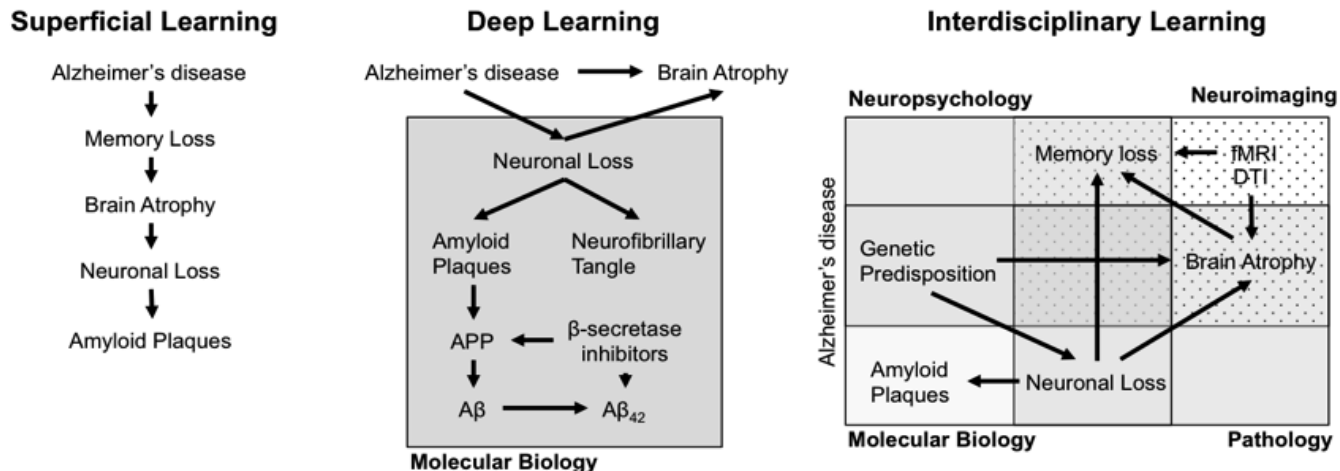 Superficial Learning
Alzheimer's disease
Memory Loss
Brain Atrophy
Neuronal Loss
Amyloid Plaques
Deep Learning
Alzheimer's disease
Brain Atrophy
Neuronal Loss
Amyloid
Plaques
Neurofibrillary
Tangle
APP
β-secretase
inhibitors
Aβ
Aβ42
Molecular Biology
Interdisciplinary Learning
Neuropsychology
Neuroimaging
Alzheimer's disease
Memory loss
fMRI
DTI
Genetic
Predisposition
Brain Atrophy
Amyloid
Plaques
Neuronal Loss
Molecular Biology
Pathology